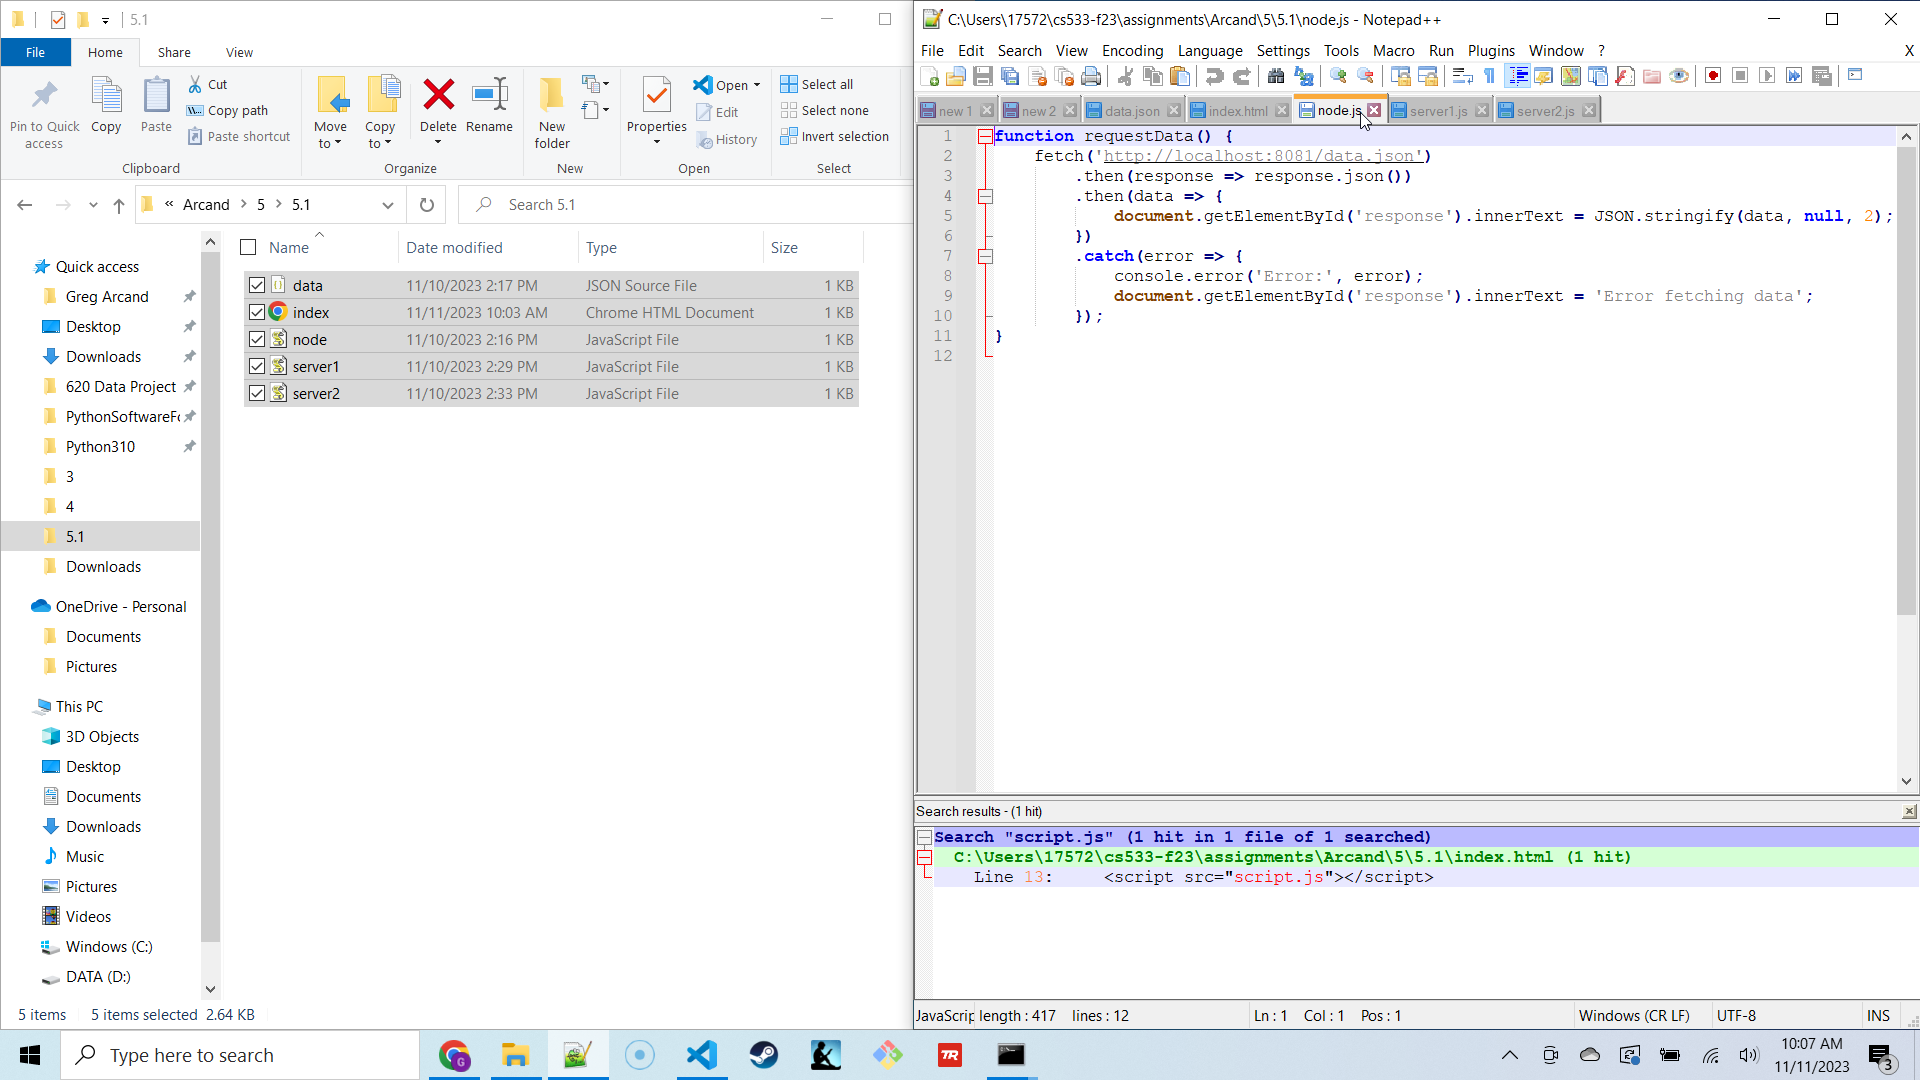 5.1
File Home Share View
Pin to Quick access
Copy
Paste
Cut
Copy path
Paste shortcut
Clipboard
Move to
Copy to
Delete
Rename
Organize
New folder
New
Properties
Open
Edit
History
Open
Select all
Select none
Invert selection
Select
« Arcand > 5 > 5.1
Search 5.1
Name Date modified Type Size
data 11/10/2023 2:17 PM JSON Source File 1 KB
index 11/11/2023 10:03 AM Chrome HTML Document 1 KB
node 11/10/2023 2:16 PM JavaScript File 1 KB
server1 11/10/2023 2:29 PM JavaScript File 1 KB
server2 11/10/2023 2:33 PM JavaScript File 1 KB
Quick access
Greg Arcand
Desktop
Downloads
620 Data Project
PythonSoftwareFo
Python310
3
4
5.1
Downloads
OneDrive - Personal
Documents
Pictures
This PC
3D Objects
Desktop
Documents
Downloads
Music
Pictures
Videos
Windows (C:)
DATA (D:)
5 items 5 items selected 2.64 KB
C:\Users\17572\cs533-f23\assignments\Arcand\5\5.1\node.js - Notepad++
File Edit Search View Encoding Language Settings Tools Macro Run Plugins Window ? X
new 1 new 2 data.json index.html node.js server1.js server2.js
1 function requestData() {
2 fetch('http://localhost:8081/data.json')
3 .then(response => response.json())
4 .then(data => {
5 document.getElementById('response').innerText = JSON.stringify(data, null, 2);
6 })
7 .catch(error => {
8 console.error('Error:', error);
9 document.getElementById('response').innerText = 'Error fetching data';
10 });
11 }
12
Search results - (1 hit)
Search "script.js" (1 hit in 1 file of 1 searched)
C:\Users\17572\cs533-f23\assignments\Arcand\5\5.1\index.html (1 hit)
Line 13: <script src="script.js"></script>
JavaScrip length : 417 lines : 12 Ln : 1 Col : 1 Pos : 1 Windows (CR LF) UTF-8 INS
Type here to search
G
TR
10:07 AM
11/11/2023
3